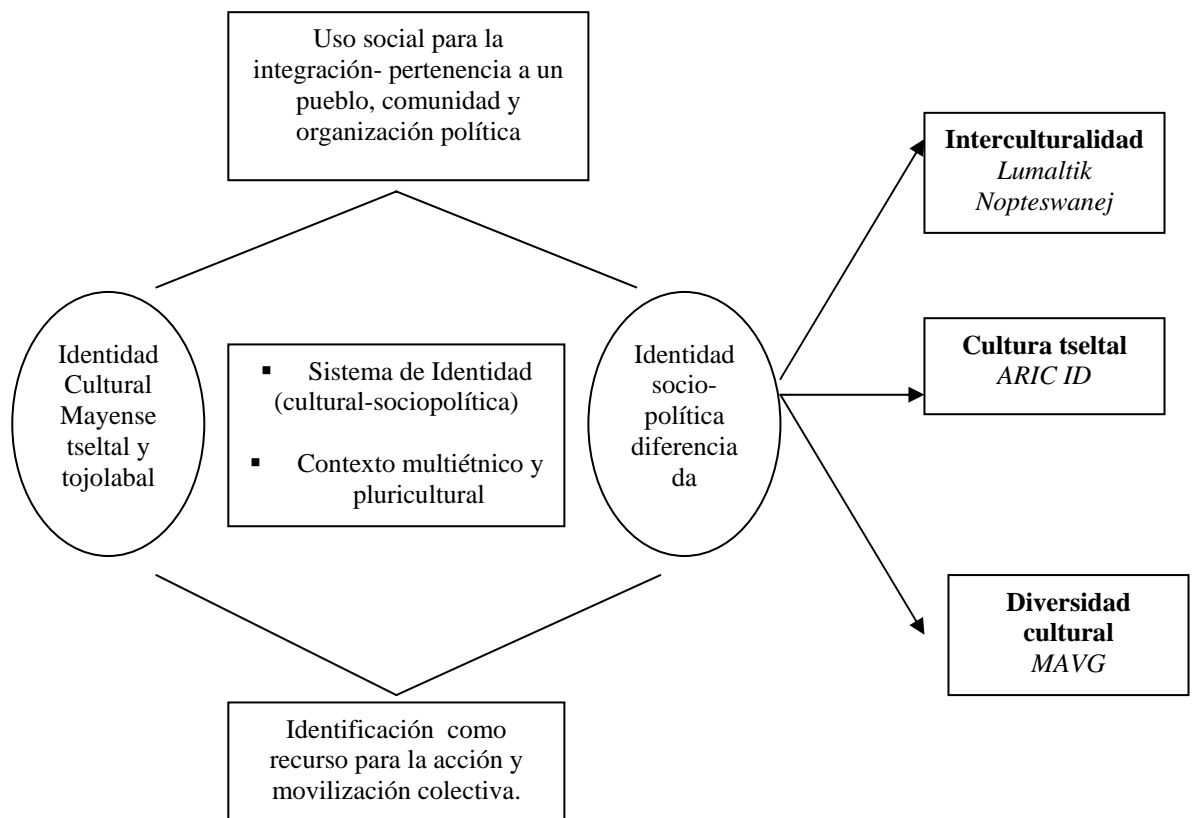 Uso social para la
integración- pertenencia a un
pueblo, comunidad y
organización política
Interculturalidad
Lumaltik
Nopteswanej
Identidad
Cultural
Mayense
tseltal y
tojolabal
▪ Sistema de Identidad
(cultural-sociopolítica)
▪ Contexto multiétnico y
pluricultural
Identidad
socio-
política
diferencia
da
Cultura tseltal
ARIC ID
Diversidad
cultural
MAVG
Identificación como
recurso para la acción y
movilización colectiva.